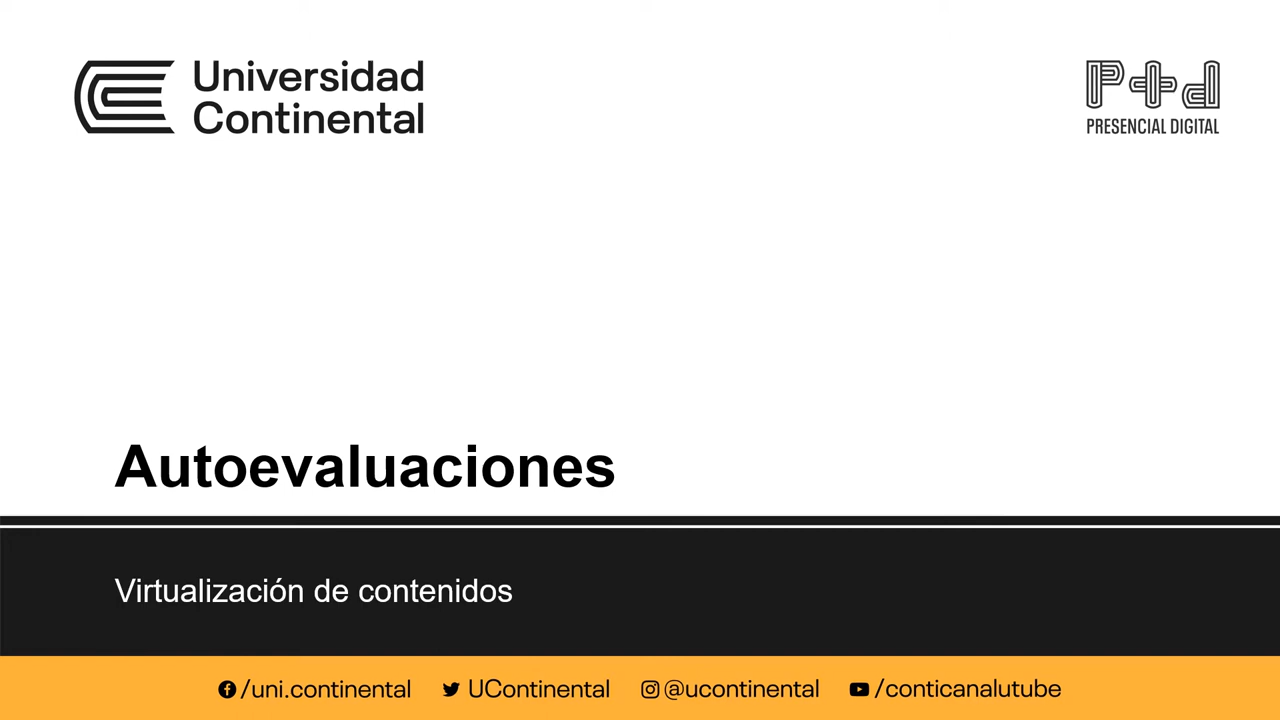 Universidad
Continental
P+d
PRESENCIAL DIGITAL
Autoevaluaciones
Virtualización de contenidos
/uni.continental UContinental @ucontinental /conticanalutube